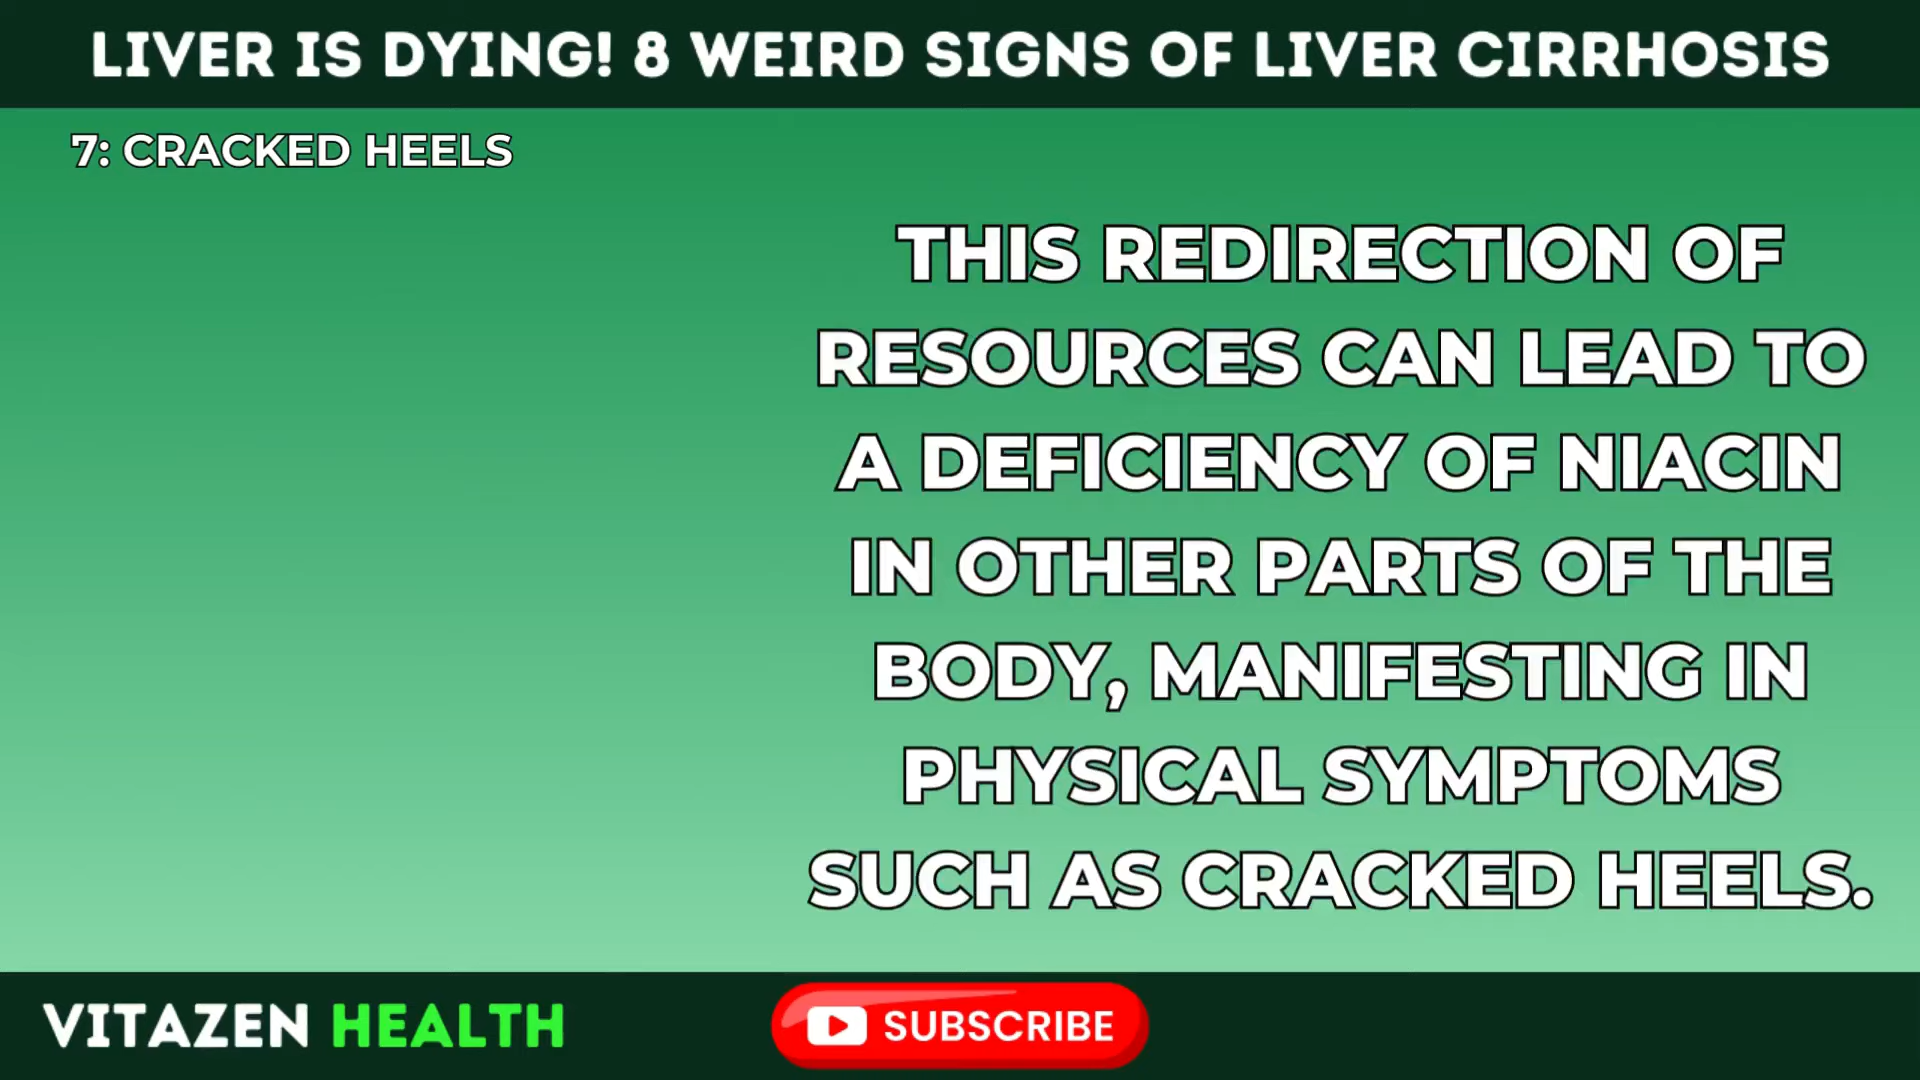 LIVER IS DYING! 8 WEIRD SIGNS OF LIVER CIRRHOSIS
7: CRACKED HEELS
THIS REDIRECTION OF
RESOURCES CAN LEAD TO
A DEFICIENCY OF NIACIN
IN OTHER PARTS OF THE
BODY, MANIFESTING IN
PHYSICAL SYMPTOMS
SUCH AS CRACKED HEELS.
VITAZEN HEALTH
SUBSCRIBE